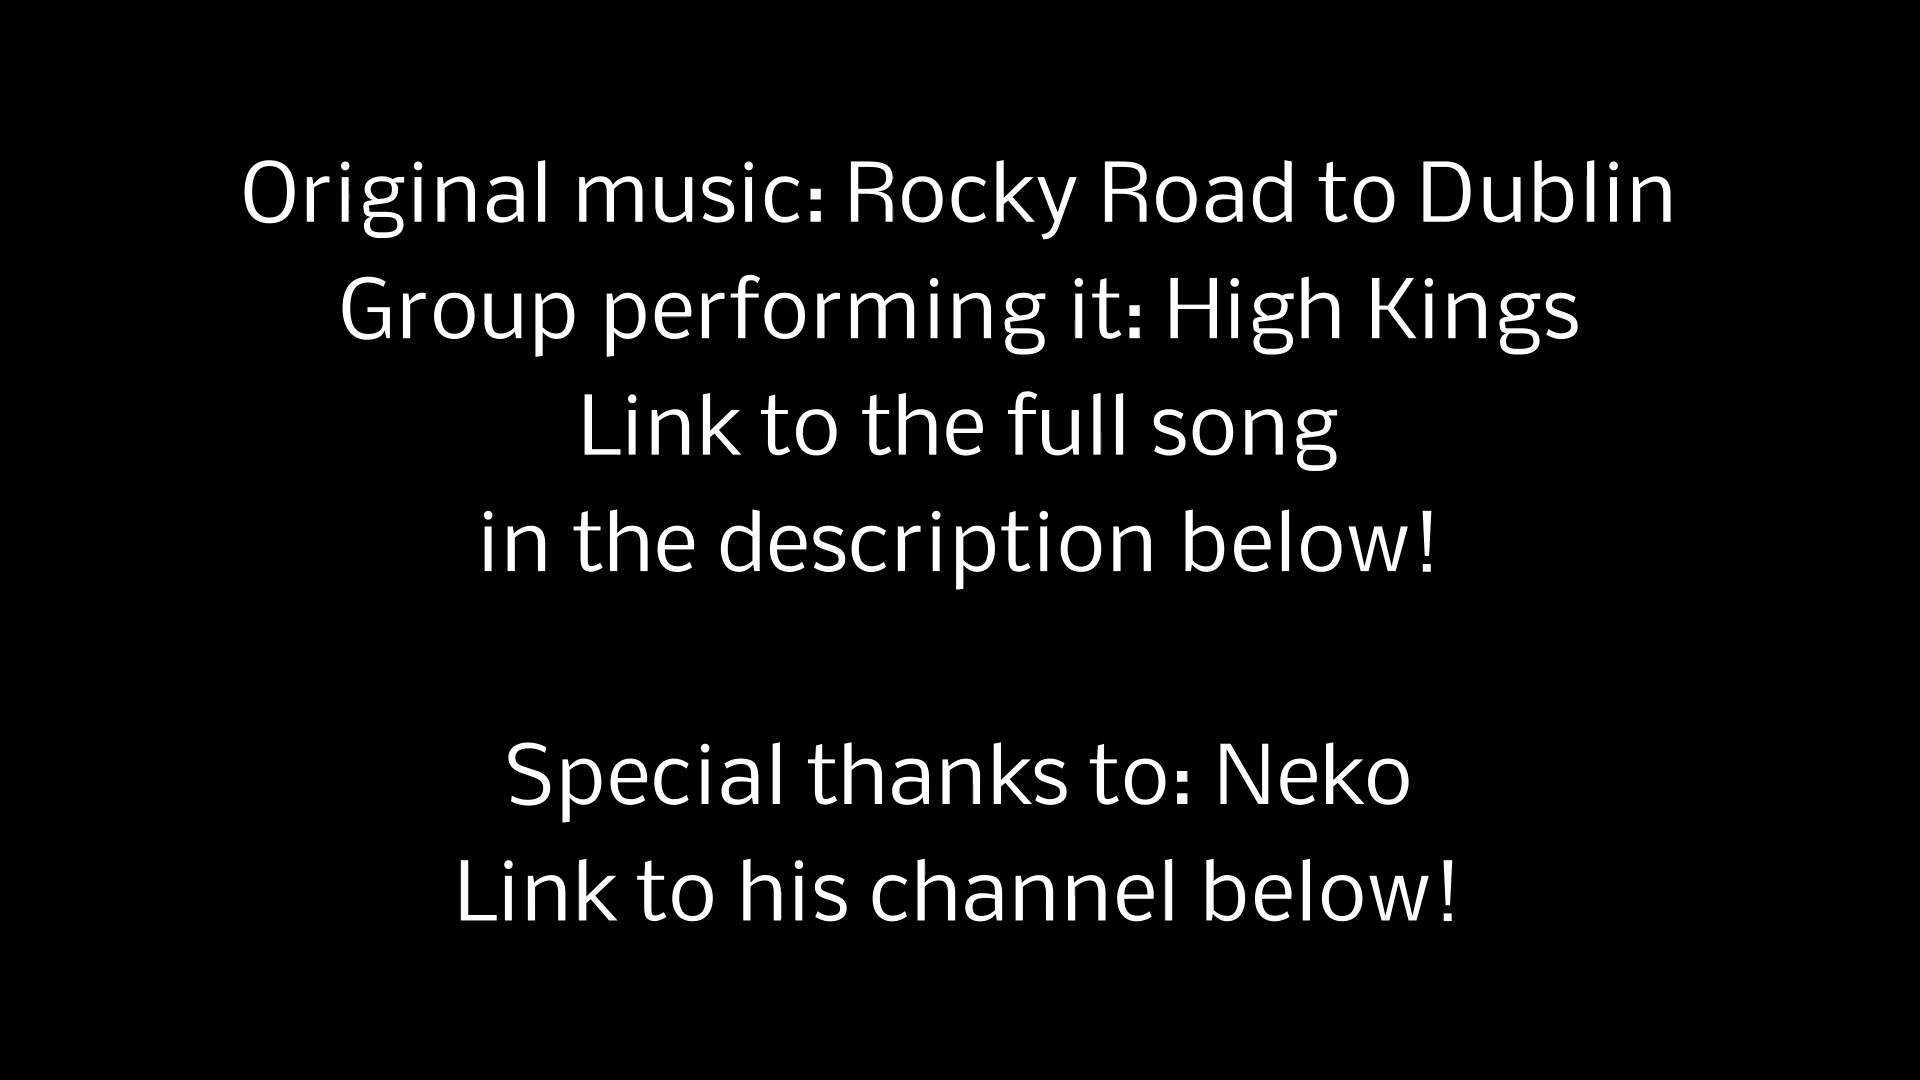 Original music: Rocky Road to Dublin
Group performing it: High Kings
Link to the full song
in the description below!
Special thanks to: Neko
Link to his channel below!